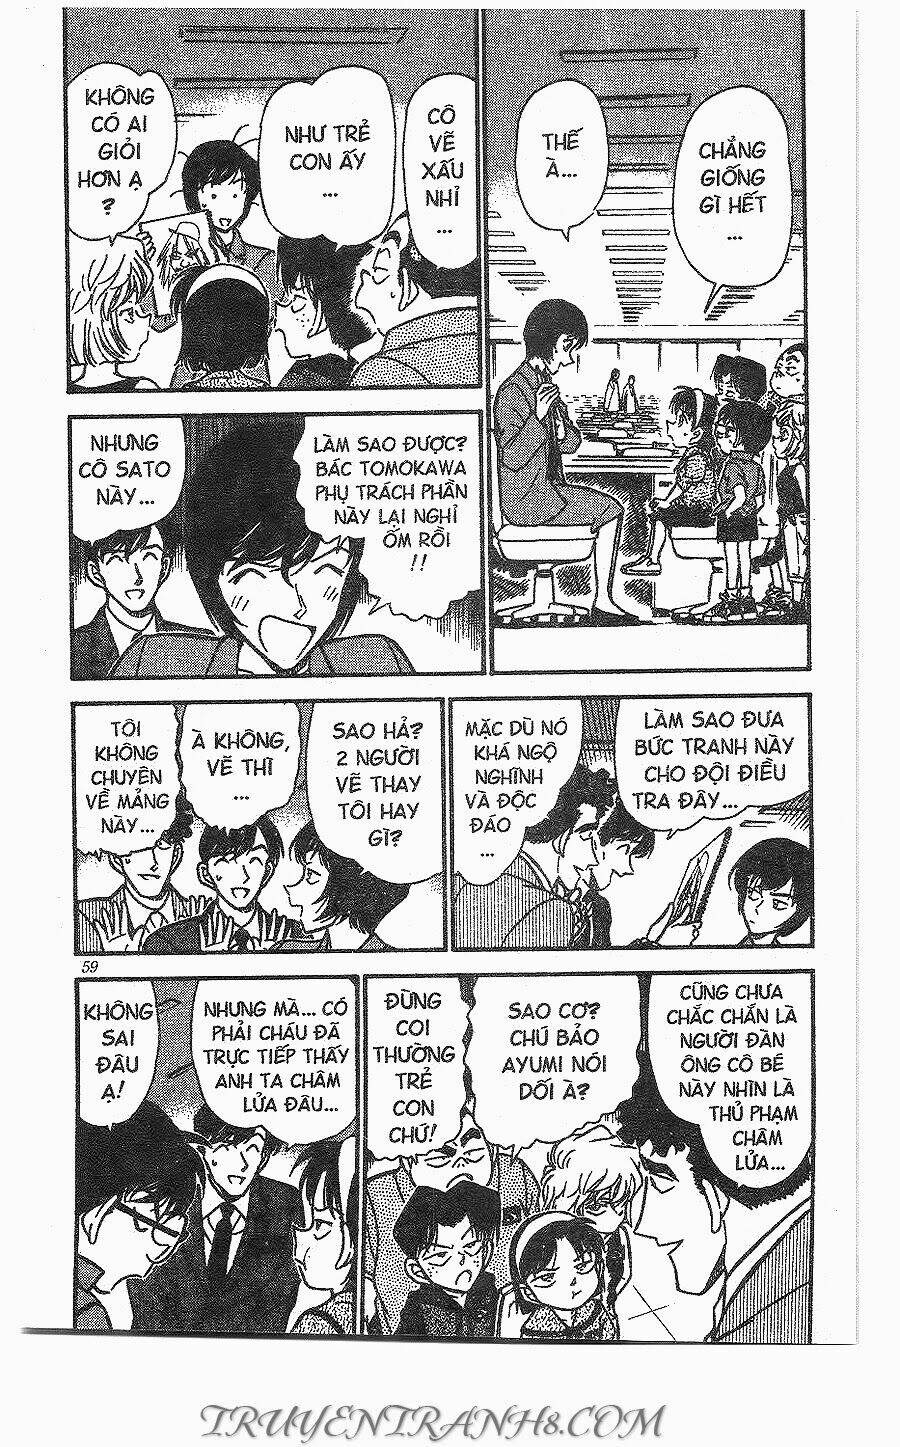 CHẲNG
GIỐNG
GÌ HẾT
...
THẾ
À...
CÔ
VẼ
XẤU
NHỈ
...
NHƯ TRẺ
CON ẤY
...
KHÔNG
CÓ AI
GIỎI
HƠN Ạ
?
LÀM SAO ĐƯỢC?
BÁC TOMOKAWA
PHỤ TRÁCH PHẦN
NÀY LẠI NGHỈ
ỐM RỒI
!!
NHƯNG
CÔ SATO
NÀY...
LÀM SAO ĐƯA
BỨC TRANH NÀY
CHO ĐỘI ĐIỀU
TRA ĐÂY...
MẶC DÙ NÓ
KHÁ NGỘ
NGHĨNH
VÀ ĐỘC
ĐÁO
...
SAO HẢ?
2 NGƯỜI
VẼ THAY
TÔI HAY
GÌ?
À KHÔNG,
VẼ THÌ
...
TÔI
KHÔNG
CHUYÊN
VỀ MẢNG
NÀY...
59
CŨNG CHƯA
CHẮC CHẮN LÀ
NGƯỜI ĐÀN
ÔNG CÔ BÉ
NÀY NHÌN LÀ
THỦ PHẠM
CHÂM
LỬA...
SAO CƠ?
CHÚ BẢO
AYUMI NÓI
DỐI À?
ĐỪNG
COI
THƯỜNG
TRẺ
CON
CHỨ!
NHƯNG MÀ... CÓ
PHẢI CHÁU ĐÃ
TRỰC TIẾP THẤY
ANH TA CHÂM
LỬA ĐÂU...
KHÔNG
SAI
ĐÂU
Ạ!
TRUYENTRANH8.COM